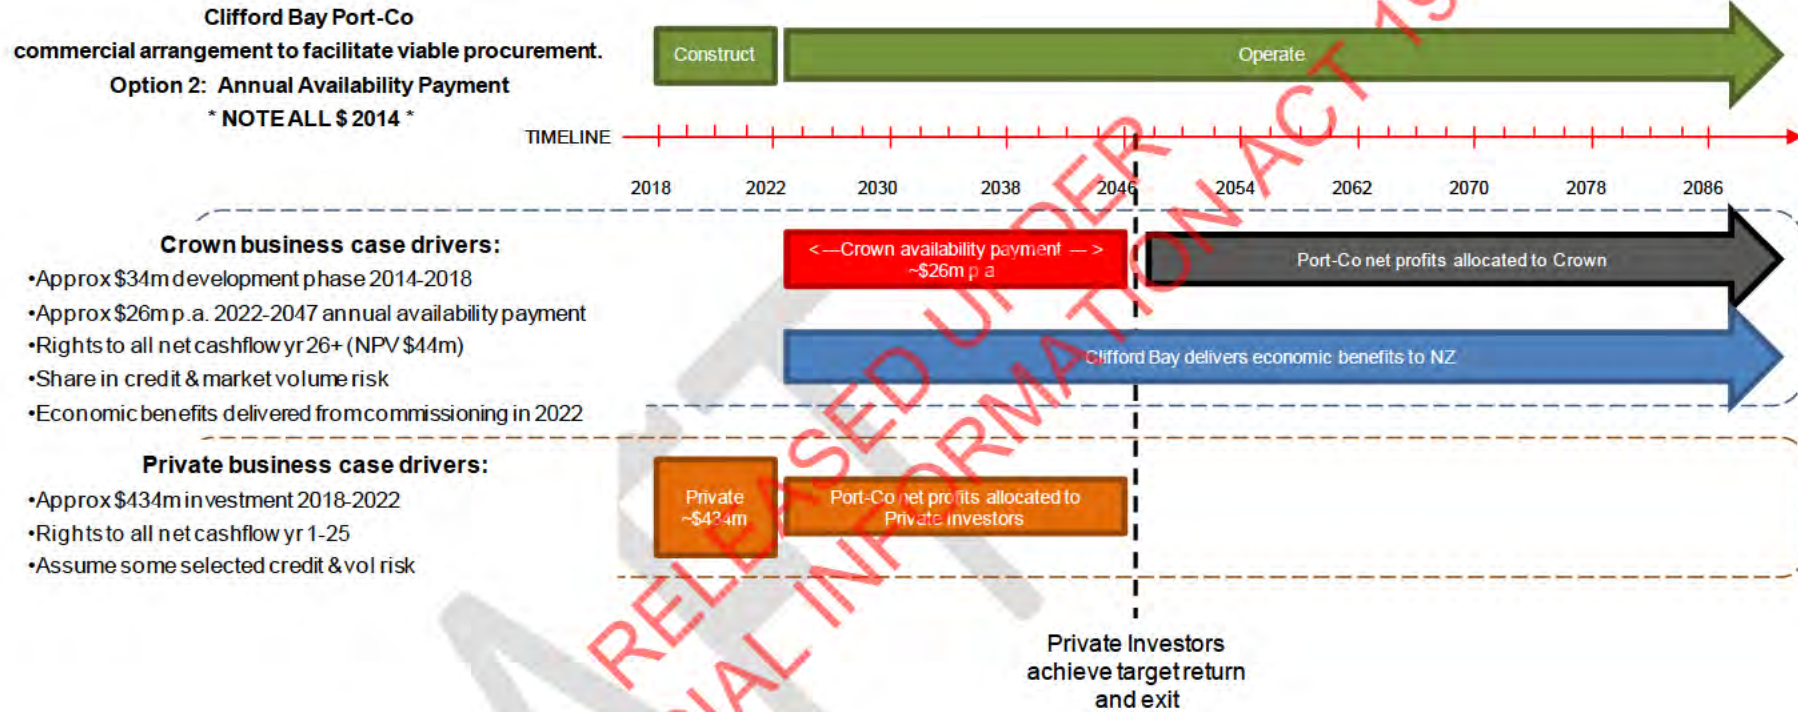 Clifford Bay Port-Co
commercial arrangement to facilitate viable procurement.
Option 2: Annual Availability Payment
* NOTE ALL $ 2014 *
Construct
Operate
TIMELINE
2018 2022 2030 2038 2046 2054 2062 2070 2078 2086
Crown business case drivers:
•Approx $34m development phase 2014-2018
•Approx $26m p.a. 2022-2047 annual availability payment
•Rights to all net cashflow yr 26+ (NPV $44m)
•Share in credit & market volume risk
•Economic benefits delivered from commissioning in 2022
<---Crown availability payment --- >
~$26m p a
Port-Co net profits allocated to Crown
Clifford Bay delivers economic benefits to NZ
Private business case drivers:
•Approx $434m investment 2018-2022
•Rights to all net cashflow yr 1-25
•Assume some selected credit & vol risk
Private
~$434m
Port-Co net profits allocated to
Private Investors
Private Investors
achieve target return
and exit
RELEASED UNDER
INFORMATION ACT 19